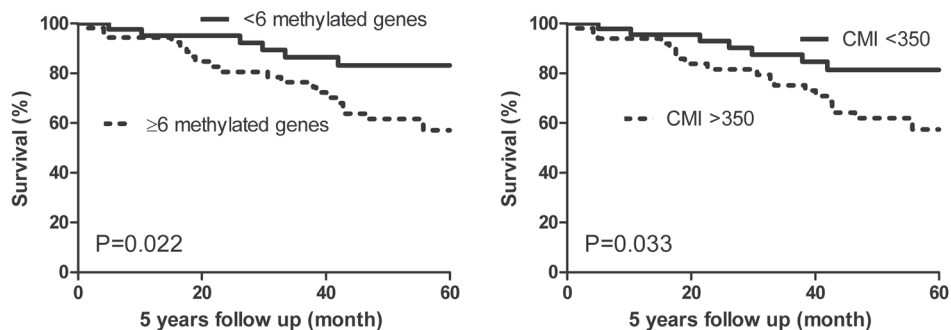 <6 methylated genes
≥6 methylated genes
P=0.022
Survival (%)
100
80
60
40
80
20
0
0
20
40
60
5 years follow up (month)
CMI <350
CMI >350
P=0.033
Survival (%)
100
80
60
80
40
20
0
0
20
40
60
5 years follow up (month)